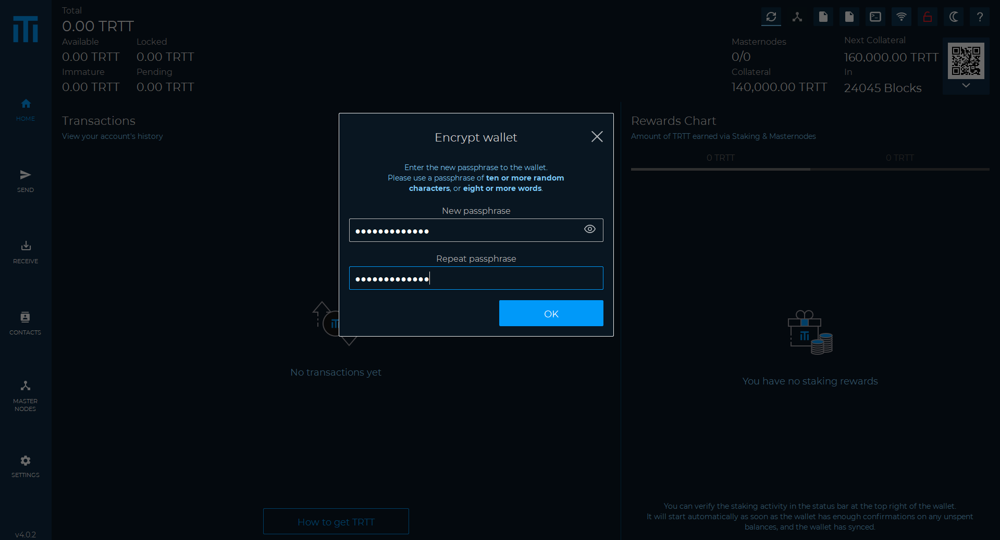 Total
0.00 TRTT
Available Locked
0.00 TRTT 0.00 TRTT
Immature Pending
0.00 TRTT 0.00 TRTT
Masternodes
0/0
Collateral
140,000.00 TRTT
Next Collateral
160,000.00 TRTT
In
24045 Blocks
HOME
SEND
RECEIVE
CONTACTS
MASTER
NODES
SETTINGS
v4.0.2
Transactions
View your account's history
No transactions yet
How to get TRTT
Encrypt wallet
Enter the new passphrase to the wallet.
Please use a passphrase of ten or more random
characters, or eight or more words.
New passphrase
●●●●●●●●●●●●●
Repeat passphrase
●●●●●●●●●●●●●
OK
Rewards Chart
Amount of TRTT earned via Staking & Masternodes
0 TRTT 0 TRTT
You have no staking rewards
You can verify the staking activity in the status bar at the top right of the wallet.
It will start automatically as soon as the wallet has enough confirmations on any unspent
balances, and the wallet has synced.